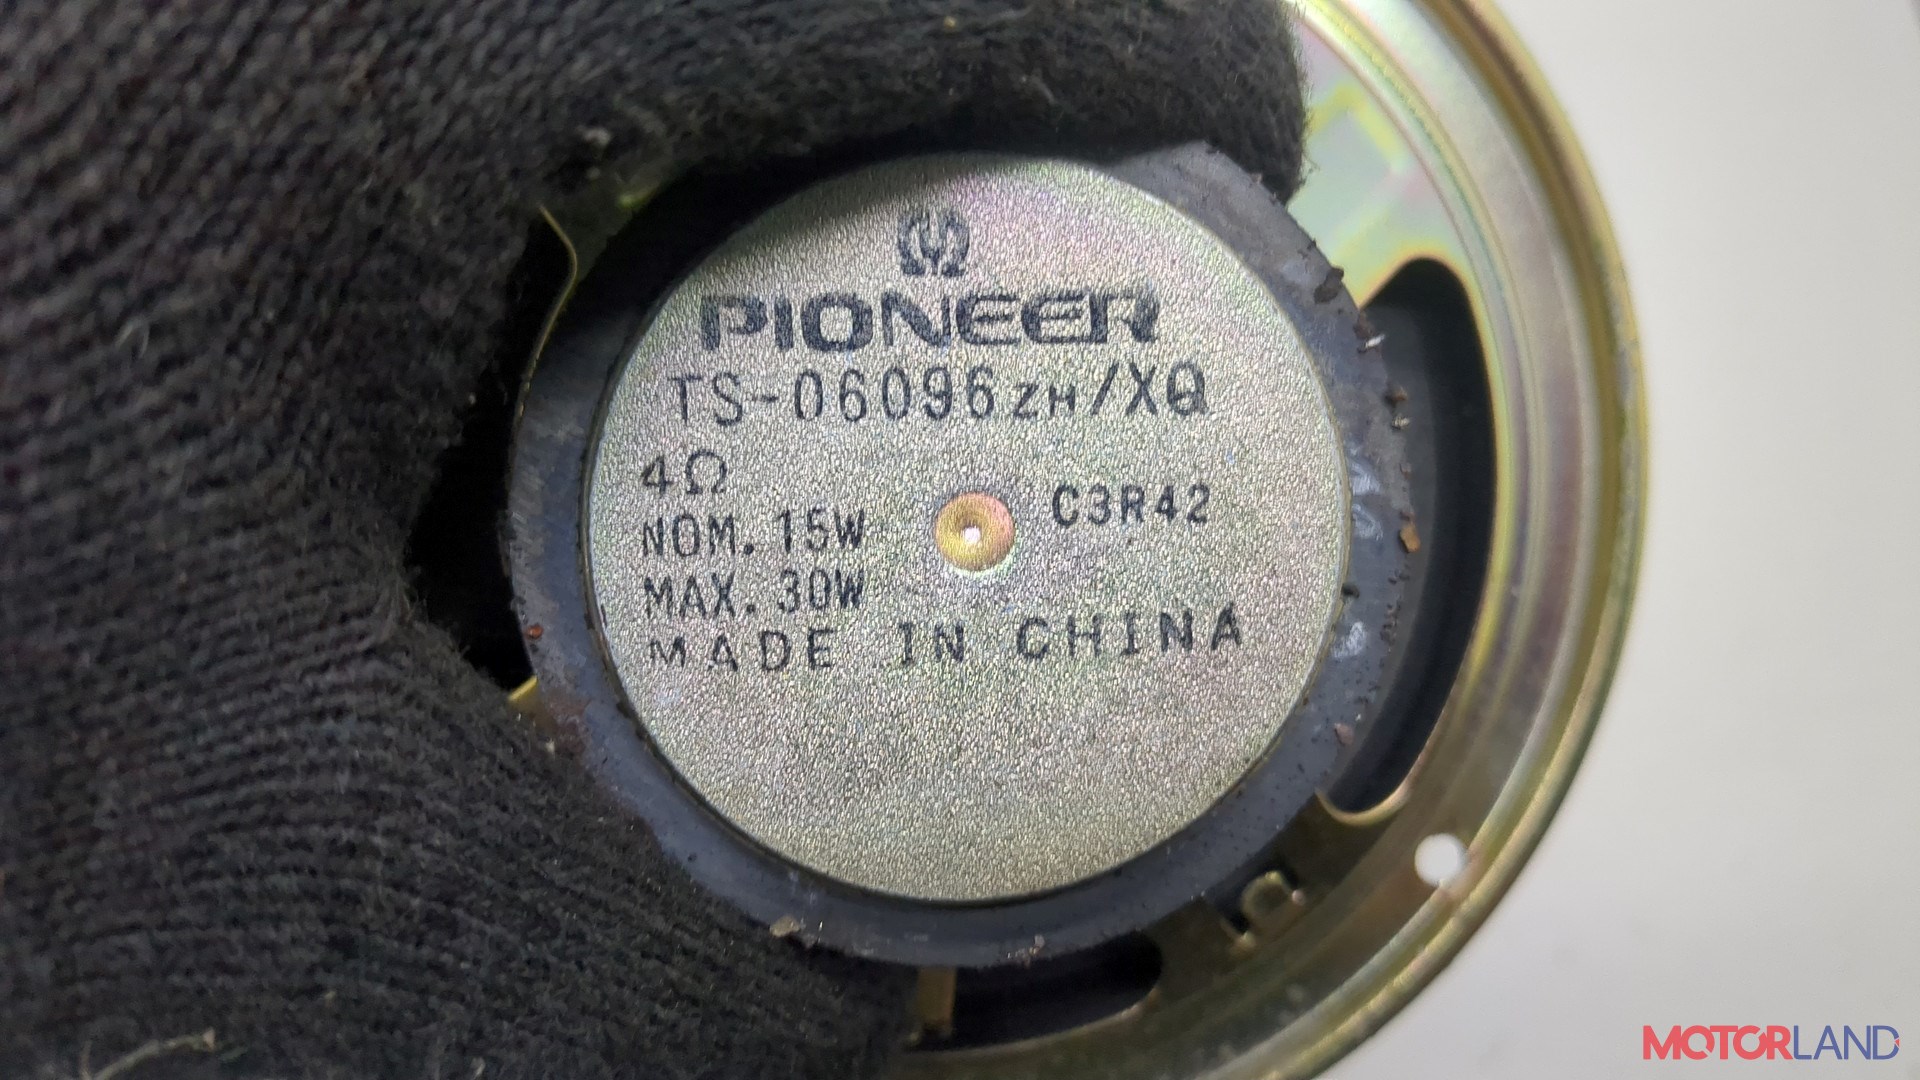 PIONEER
TS-06096ZH/XQ
4Ω
C3R42
NOM. 15W
MAX. 30W
MADE IN CHINA
MOTORLAND